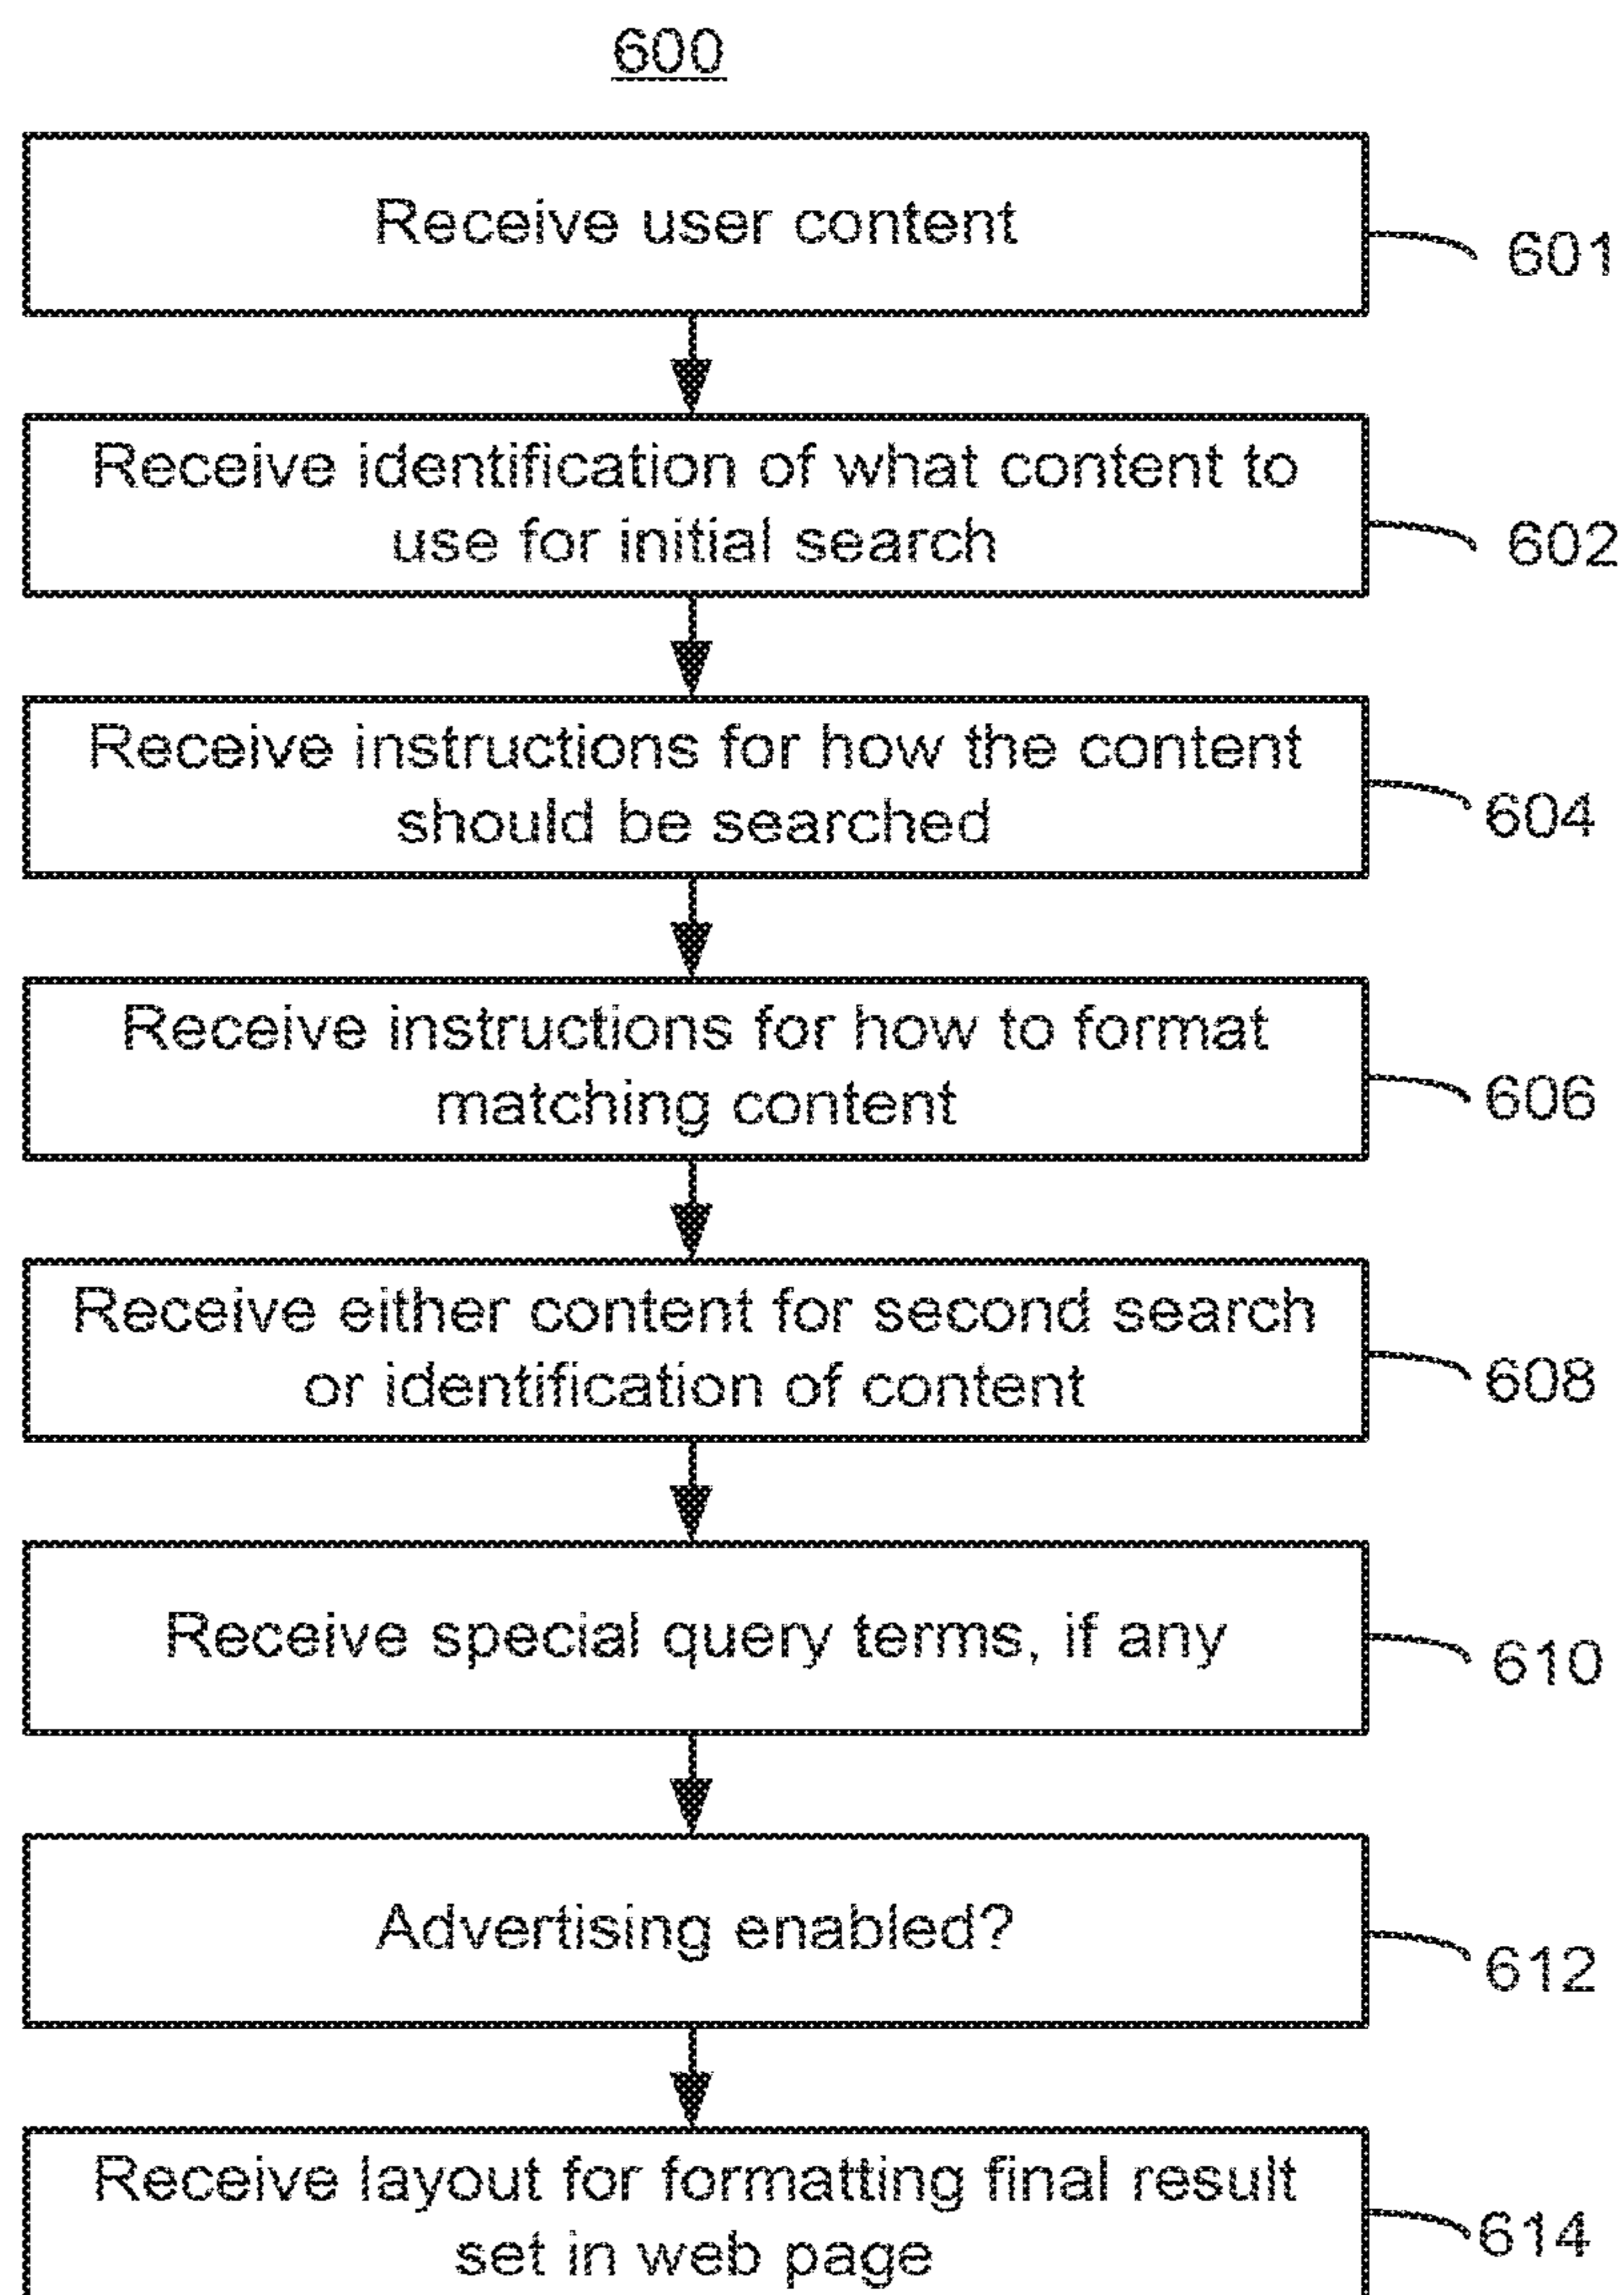 600
Receive user content
601
Receive identification of what content to
use for initial search
602
Receive instructions for how the content
should be searched
604
Receive instructions for how to format
matching content
606
Receive either content for second search
or identification of content
608
Receive special query terms, if any
610
Advertising enabled?
612
Receive layout for formatting final result
set in web page
614